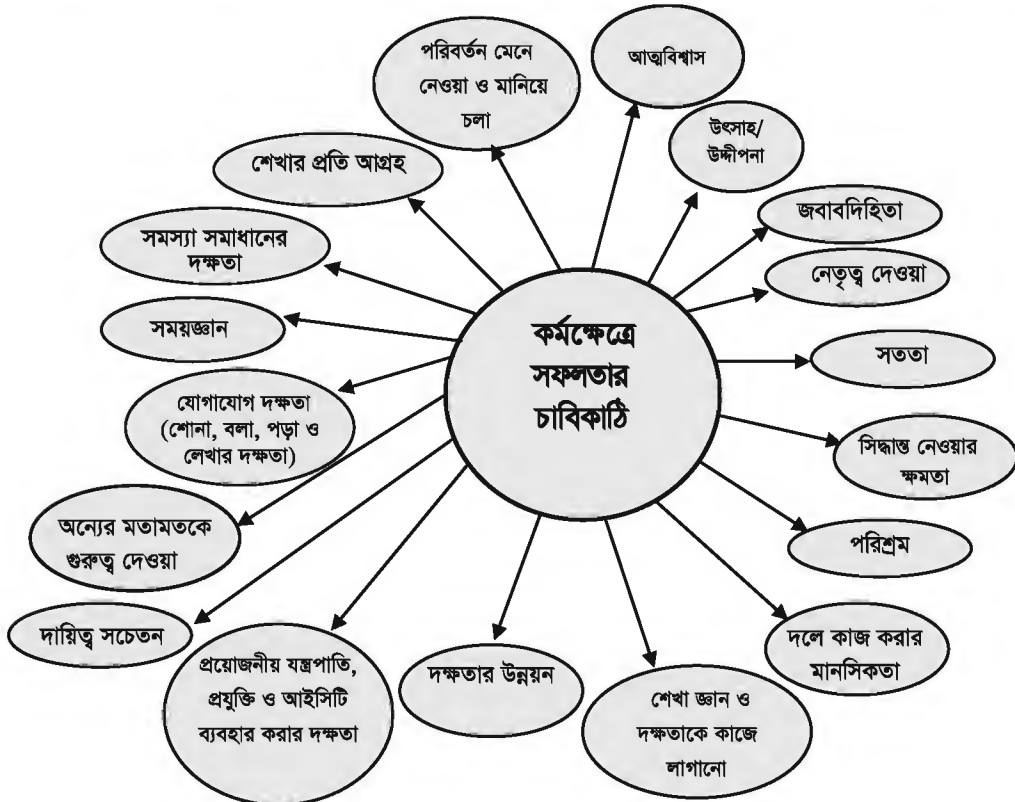 পরিবর্তন মেনে
নেওয়া ও মানিয়ে
চলা
আত্মবিশ্বাস
উৎসাহ/
উদ্দীপনা
শেখার প্রতি আগ্রহ
জবাবদিহিতা
সমস্যা সমাধানের
দক্ষতা
নেতৃত্ব দেওয়া
সময়জ্ঞান
কর্মক্ষেত্রে
সফলতার
চাবিকাঠি
সততা
যোগাযোগ দক্ষতা
(শোনা, বলা, পড়া ও
লেখার দক্ষতা)
সিদ্ধান্ত নেওয়ার
ক্ষমতা
অন্যের মতামতকে
গুরুত্ব দেওয়া
পরিশ্রম
দায়িত্ব সচেতন
দলে কাজ করার
মানসিকতা
প্রয়োজনীয় যন্ত্রপাতি,
প্রযুক্তি ও আইসিটি
ব্যবহার করার দক্ষতা
দক্ষতার উন্নয়ন
শেখা জ্ঞান ও
দক্ষতাকে কাজে
লাগানো